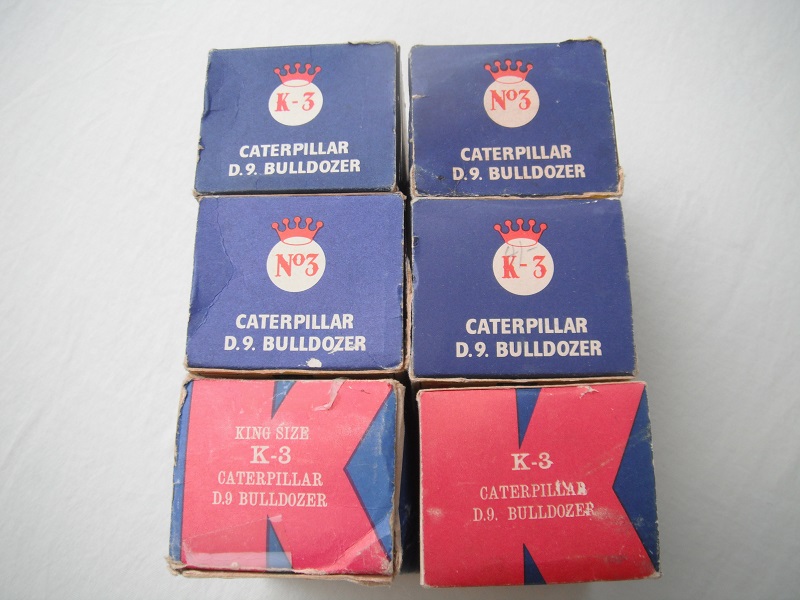 K-3
CATERPILLAR
D.9. BULLDOZER
Nº3
CATERPILLAR
D.9. BULLDOZER
Nº3
CATERPILLAR
D.9. BULLDOZER
K-3
CATERPILLAR
D.9. BULLDOZER
KING SIZE
K-3
CATERPILLAR
D.9 BULLDOZER
K-3
CATERPILLAR
D.9. BULLDOZER